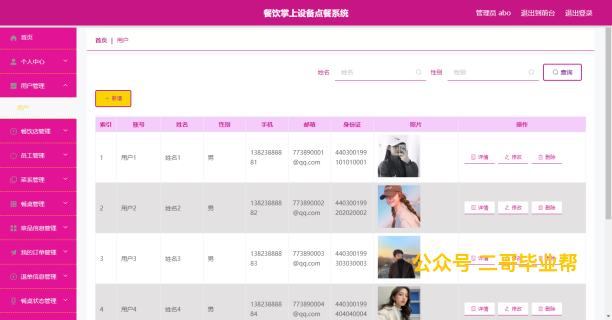 餐饮掌上设备点餐系统
管理员 abo 退出到前台 退出登录
首页
个人中心
用户管理
用户
餐饮店管理
员工管理
菜系管理
餐桌管理
菜品信息管理
我的订单管理
退单信息管理
餐桌状态管理
首页 | 用户
姓名 姓名 性别 性别 查询
+ 新增
索引 账号 姓名 性别 手机 邮箱 身份证 照片 操作
1 用户1 姓名1 男 13823888881 773890001@qq.com 440300199101010001 详情 修改 删除
2 用户2 姓名2 男 13823888882 773890002@qq.com 440300199202020002 详情 修改 删除
3 用户3 姓名3 男 13823888883 773890003@qq.com 440300199303030003 详情 修改 删除
4 用户4 姓名4 男 13823888884 773890004@qq.com 440300199404040004 详情 修改 删除
公众号 二哥毕业帮